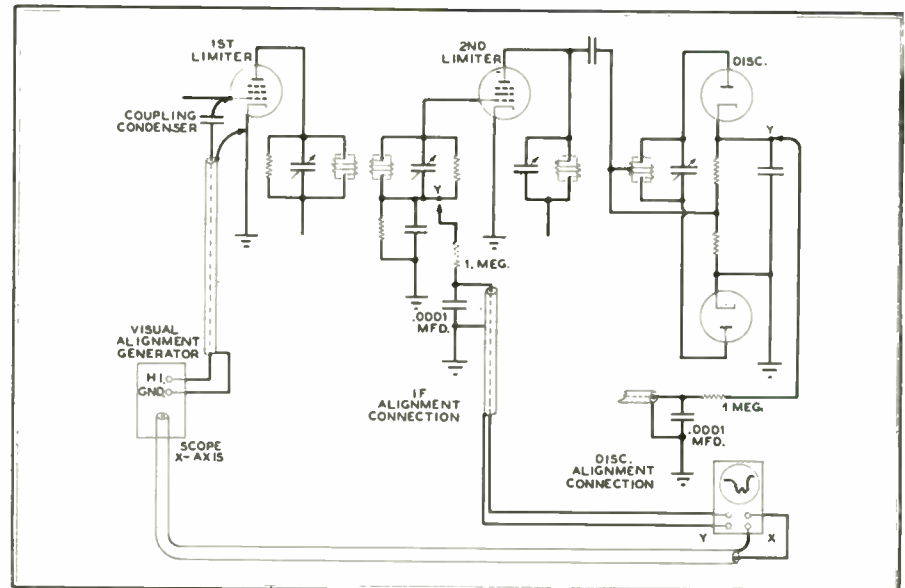 1ST
LIMITER
2ND
LIMITER
DISC.
COUPLING
CONDENSER
Y
Y
1. MEG.
.0001
MFD.
VISUAL
ALIGNMENT
GENERATOR
HI.
GND.
IF
ALIGNMENT
CONNECTION
1 MEG.
.0001
MFD.
SCOPE
X-AXIS
DISC.
ALIGNMENT
CONNECTION
Y
X